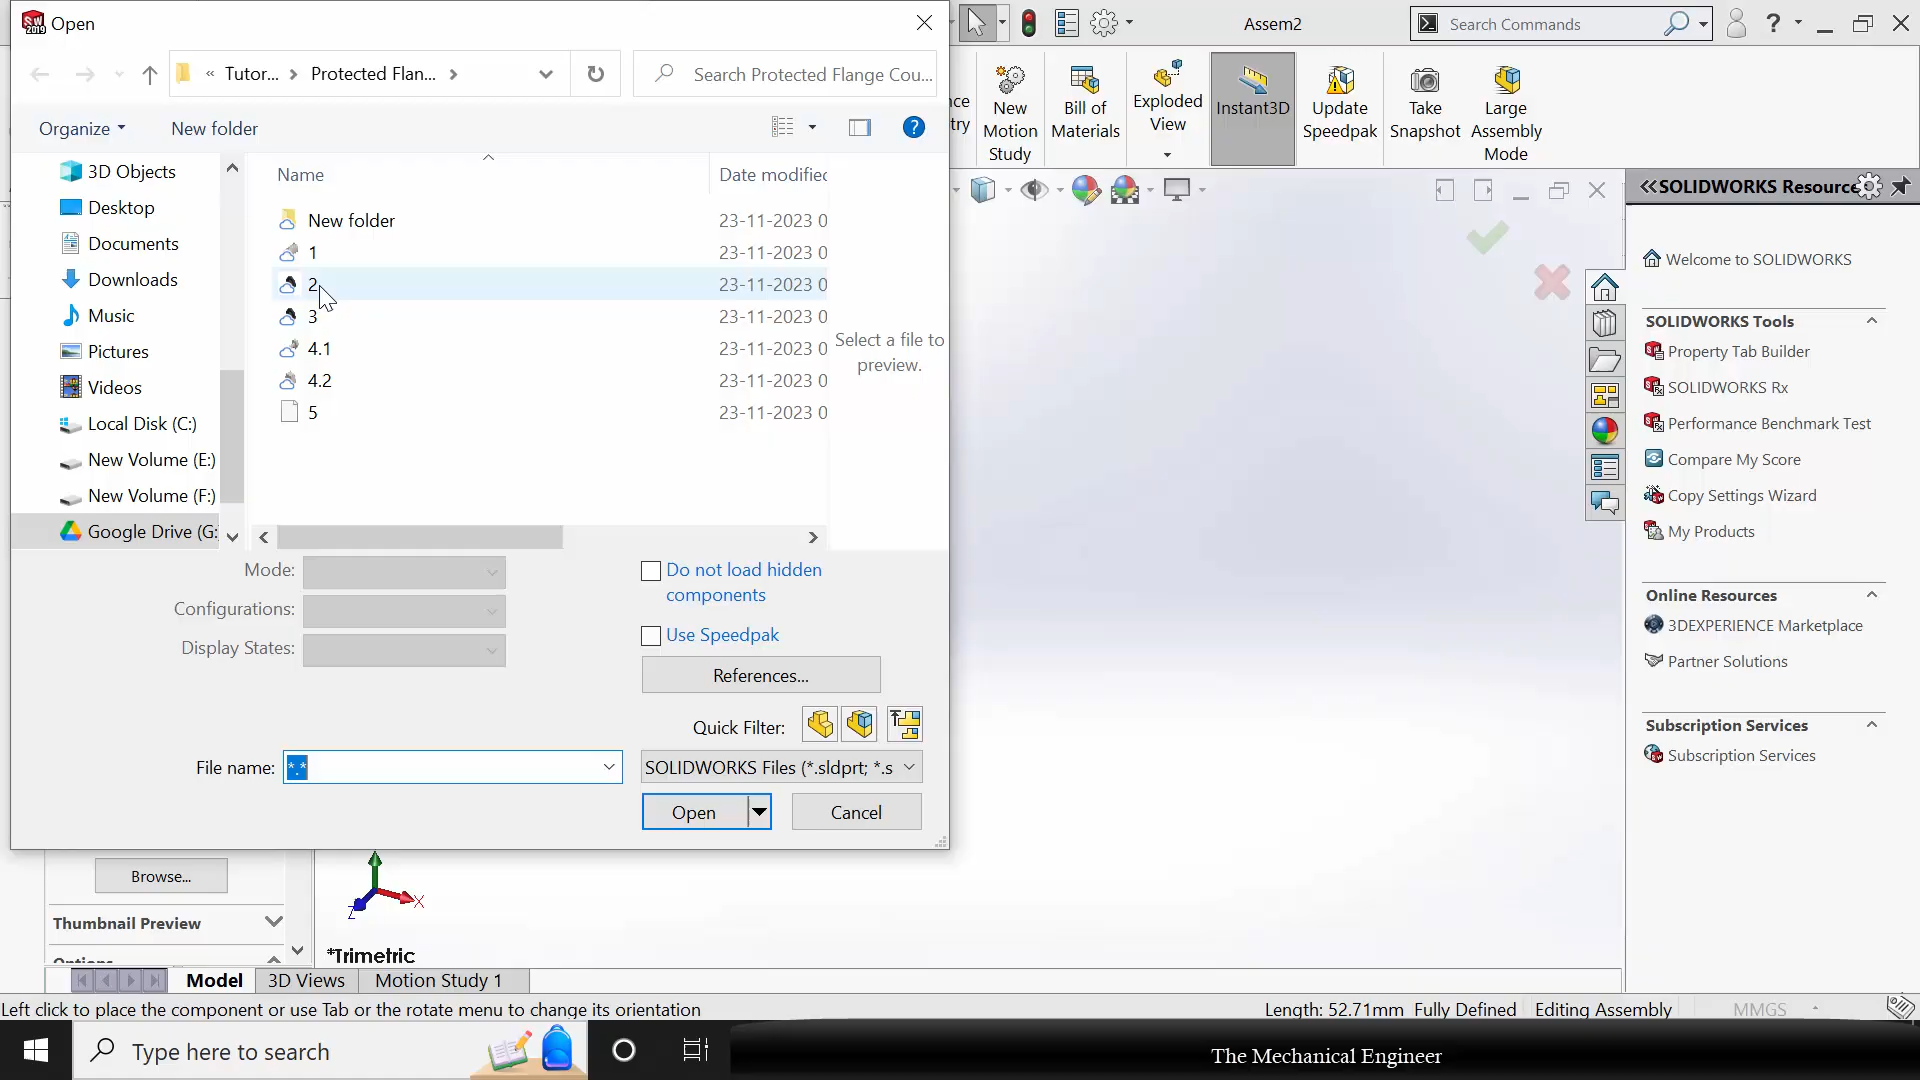 Open
Assem2
Search Commands
« Tutor... > Protected Flan... >
Search Protected Flange Cou...
Organize
New folder
New Motion Study
Bill of Materials
Exploded View
Instant3D
Update Speedpak
Take Snapshot
Large Assembly Mode
3D Objects
Desktop
Documents
Downloads
Music
Pictures
Videos
Local Disk (C:)
New Volume (E:)
New Volume (F:)
Google Drive (G:
Name
Date modified
New folder 23-11-2023 0
1 23-11-2023 0
2 23-11-2023 0
3 23-11-2023 0
4.1 23-11-2023 0
4.2 23-11-2023 0
5 23-11-2023 0
Select a file to
preview.
Mode:
Configurations:
Display States:
Do not load hidden
components
Use Speedpak
References...
Quick Filter:
File name: *.*
SOLIDWORKS Files (*.sldprt; *.s
Open
Cancel
SOLIDWORKS Resource
Welcome to SOLIDWORKS
SOLIDWORKS Tools
Property Tab Builder
SOLIDWORKS Rx
Performance Benchmark Test
Compare My Score
Copy Settings Wizard
My Products
Online Resources
3DEXPERIENCE Marketplace
Partner Solutions
Subscription Services
Subscription Services
Browse...
Thumbnail Preview
Options
X
Z
*Trimetric
Model
3D Views
Motion Study 1
Left click to place the component or use Tab or the rotate menu to change its orientation
Length: 52.71mm
Fully Defined
Editing Assembly
MMGS
Type here to search
The Mechanical Engineer